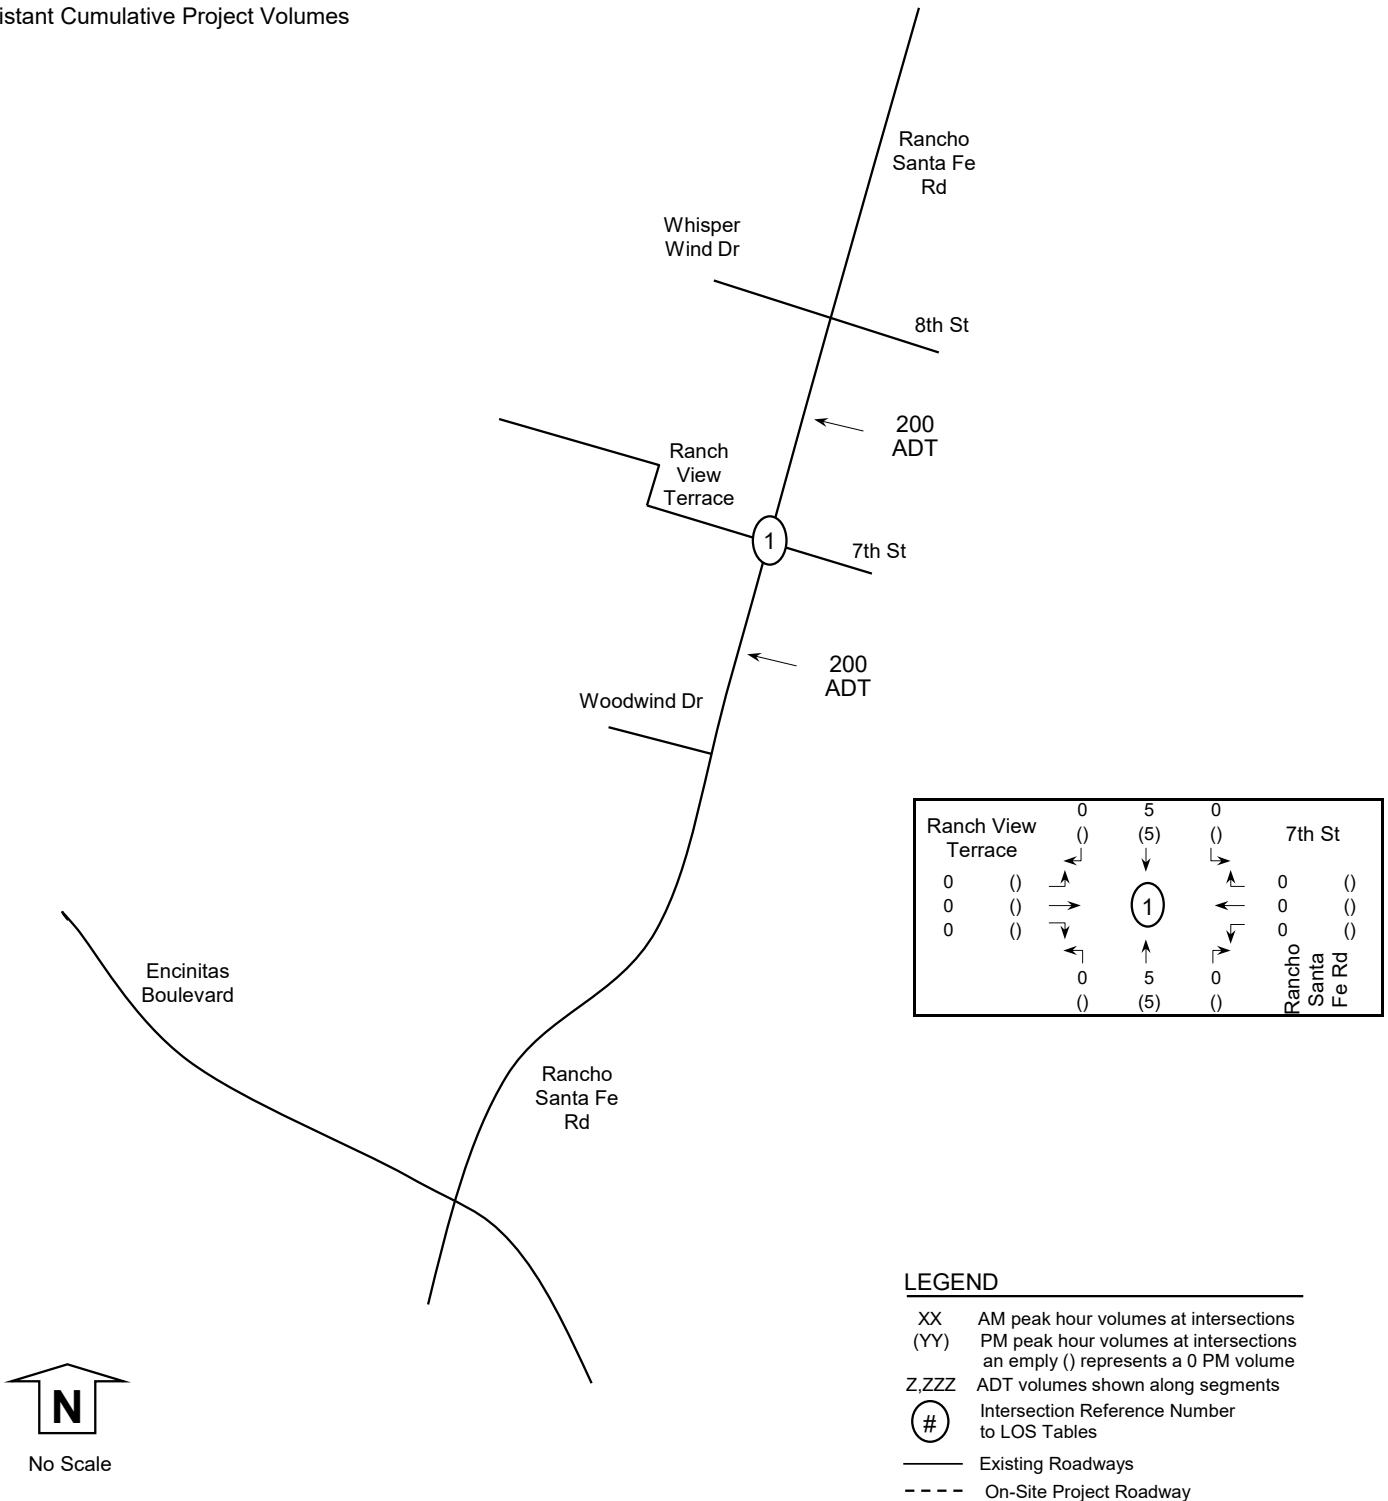 istant Cumulative Project Volumes
Rancho
Santa Fe
Rd
Whisper
Wind Dr
8th St
200
ADT
Ranch
View
Terrace
1
7th St
200
ADT
Woodwind Dr
0 5 0
Ranch View
Terrace
() (5) ()
7th St
0 () 0 ()
0 () 1 0 ()
0 () 0 ()
Rancho
Santa
Fe Rd
0 5 0
() (5) ()
Encinitas
Boulevard
Rancho
Santa Fe
Rd
LEGEND
XX AM peak hour volumes at intersections
(YY) PM peak hour volumes at intersections
an emply () represents a 0 PM volume
Z,ZZZ ADT volumes shown along segments
# Intersection Reference Number
to LOS Tables
Existing Roadways
On-Site Project Roadway
N
No Scale